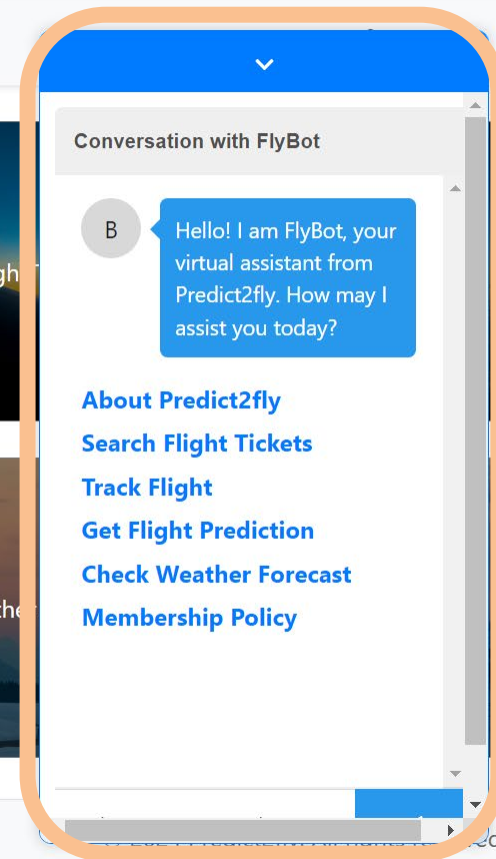 Conversation with FlyBot
B
Hello! I am FlyBot, your
virtual assistant from
Predict2fly. How may I
assist you today?
About Predict2fly
Search Flight Tickets
Track Flight
Get Flight Prediction
Check Weather Forecast
Membership Policy